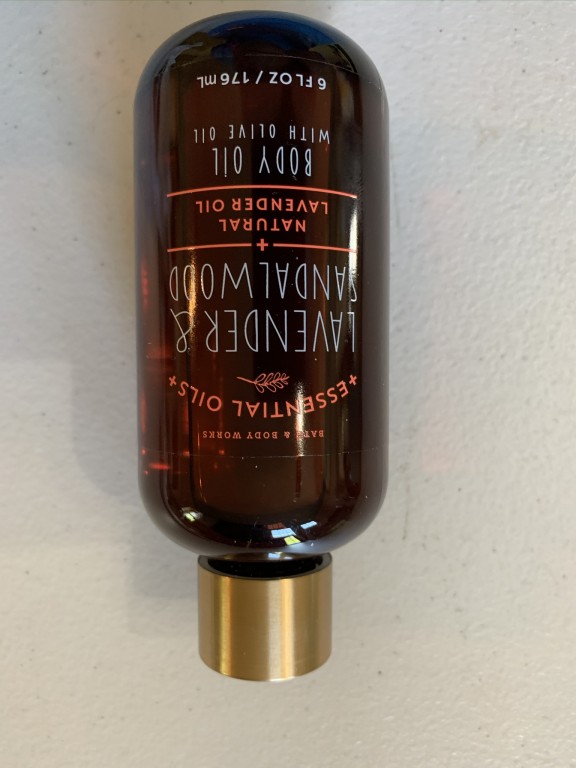 BATH & BODY WORKS
+ESSENTIAL OILS+
LAVENDER &
SANDALWOOD
+
NATURAL
LAVENDER OIL
BODY OIL
WITH OLIVE OIL
6 FL OZ / 176 mL